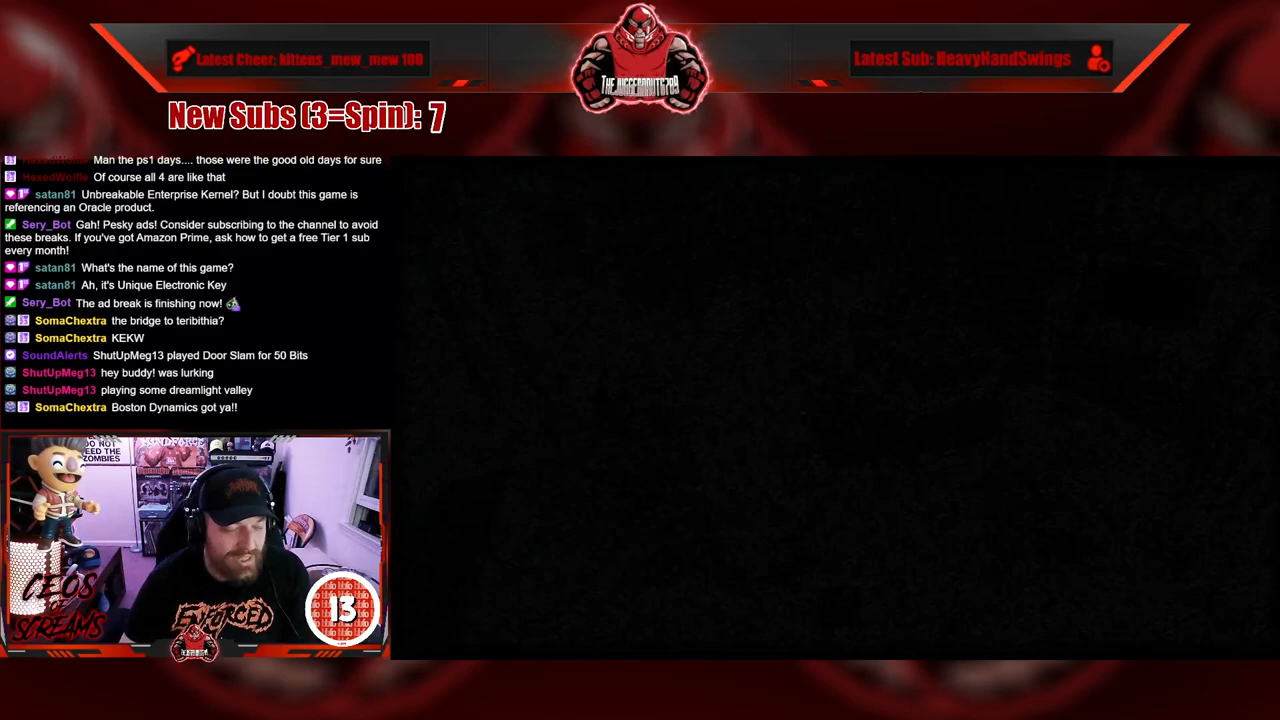 Latest Cheer: kittens_mew_mew 100
THEJUGGERNAUT6789
Latest Sub: HeavyHandSwings
New Subs (3=Spin): 7
HexedWolfie Man the ps1 days.... those were the good old days for sure
HexedWolfie Of course all 4 are like that
satan81 Unbreakable Enterprise Kernel? But I doubt this game is
referencing an Oracle product.
Sery_Bot Gah! Pesky ads! Consider subscribing to the channel to avoid
these breaks. If you've got Amazon Prime, ask how to get a free Tier 1 sub
every month!
satan81 What's the name of this game?
satan81 Ah, it's Unique Electronic Key
Sery_Bot The ad break is finishing now!
SomaChextra the bridge to teribithia?
SomaChextra KEKW
SoundAlerts ShutUpMeg13 played Door Slam for 50 Bits
ShutUpMeg13 hey buddy! was lurking
ShutUpMeg13 playing some dreamlight valley
SomaChextra Boston Dynamics got ya!!
DO NOT
FEED THE
ZOMBIES
CEOS
OF
SCREAMS
ENFORCED
13